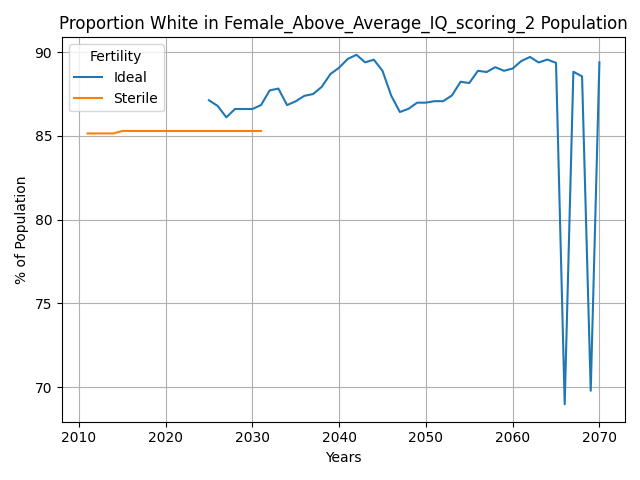 Proportion White in Female_Above_Average_IQ_scoring_2 Population
Fertility
Ideal
Sterile
90
85
80
75
70
% of Population
2010 2020 2030 2040 2050 2060 2070
Years